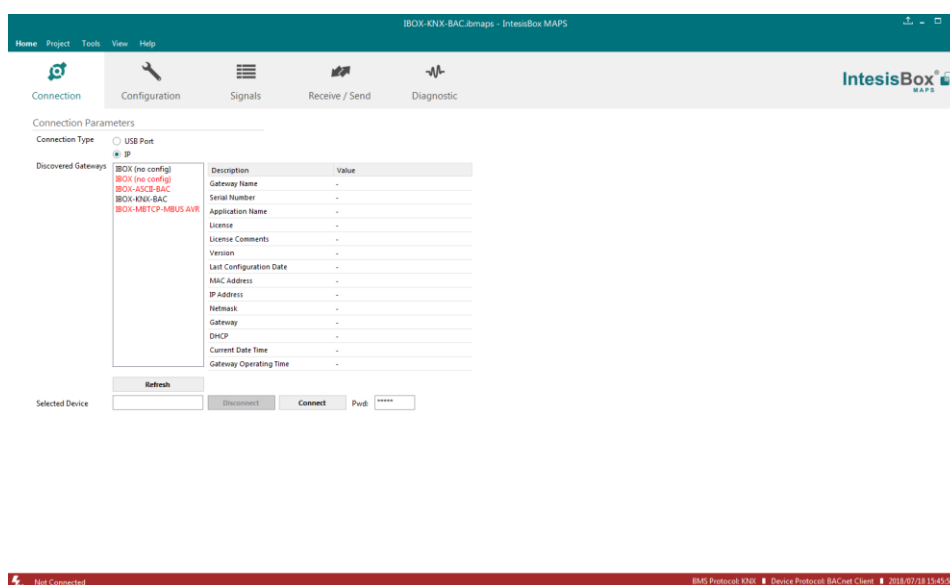 IBOX-KNX-BAC.ibmaps - IntesisBox MAPS
Home Project Tools View Help
Connection Configuration Signals Receive / Send Diagnostic
IntesisBox®
MAPS
Connection Parameters
Connection Type
USB Port
IP
Discovered Gateways
IBOX (no config)
IBOX (no config)
IBOX-ASCII-BAC
IBOX-KNX-BAC
IBOX-MBTCP-MBUS AVR
Description Value
Gateway Name -
Serial Number -
Application Name -
License -
License Comments -
Version -
Last Configuration Date -
MAC Address -
IP Address -
Netmask -
Gateway -
DHCP -
Current Date Time -
Gateway Operating Time -
Refresh
Selected Device Disconnect Connect Pwd: *****
Not Connected BMS Protocol: KNX Device Protocol: BACnet Client 2018/07/18 15:45:5